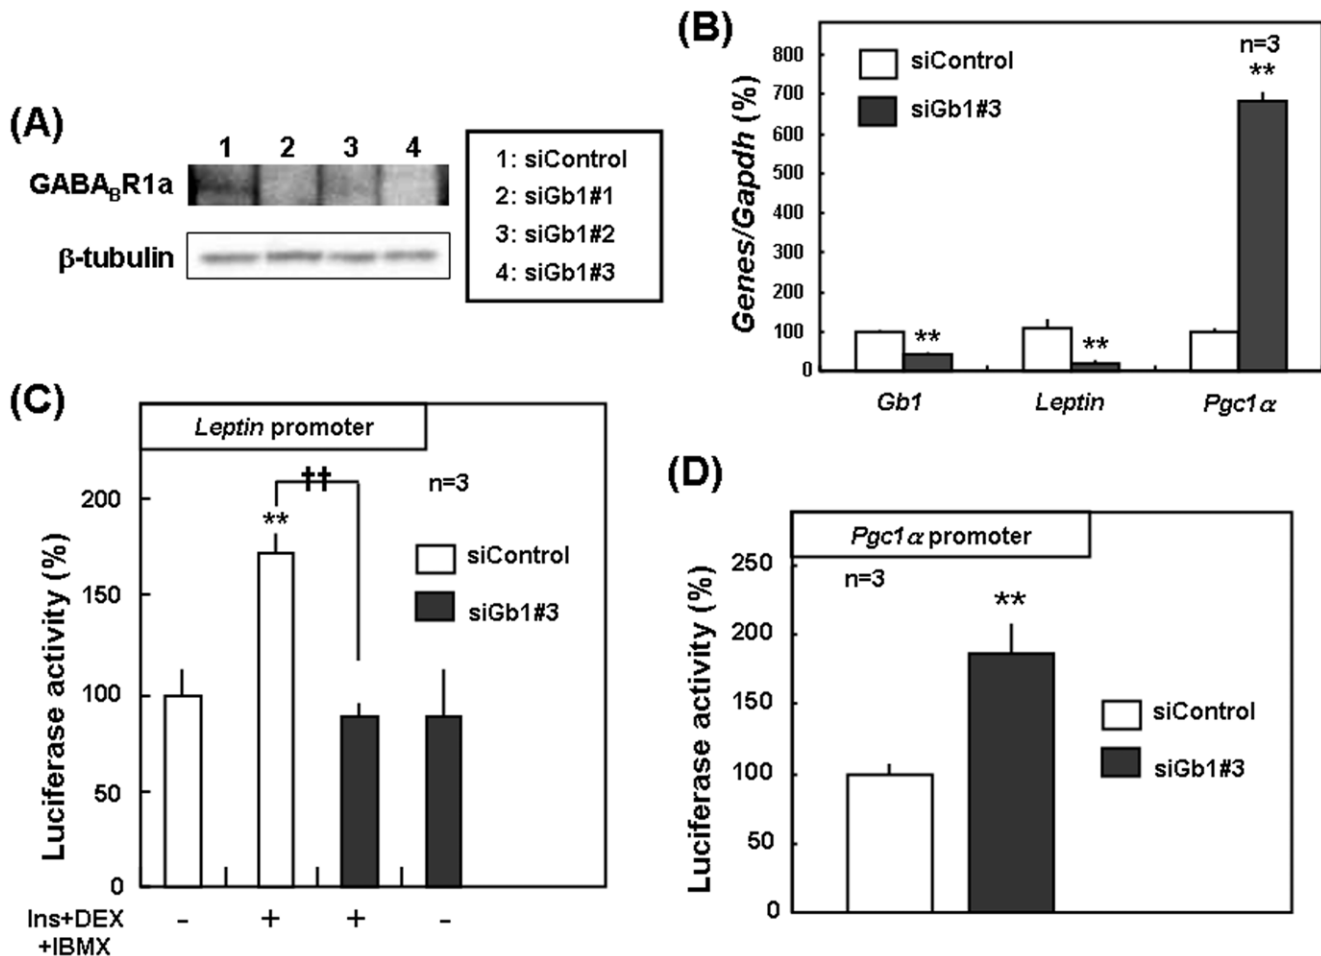 (A)
1 2 3 4
GABABR1a
β-tubulin
1: siControl
2: siGb1#1
3: siGb1#2
4: siGb1#3
(B)
Genes/Gapdh (%)
800
700
600
500
400
300
200
100
0
siControl
siGb1#3
n=3
**
**
**
Gb1 Leptin Pgc1α
(C)
Leptin promoter
Luciferase activity (%)
200
150
100
50
0
‡‡
**
n=3
siControl
siGb1#3
Ins+DEX
+IBMX
- + + -
(D)
Pgc1α promoter
Luciferase activity (%)
250
200
150
100
50
0
n=3
**
siControl
siGb1#3